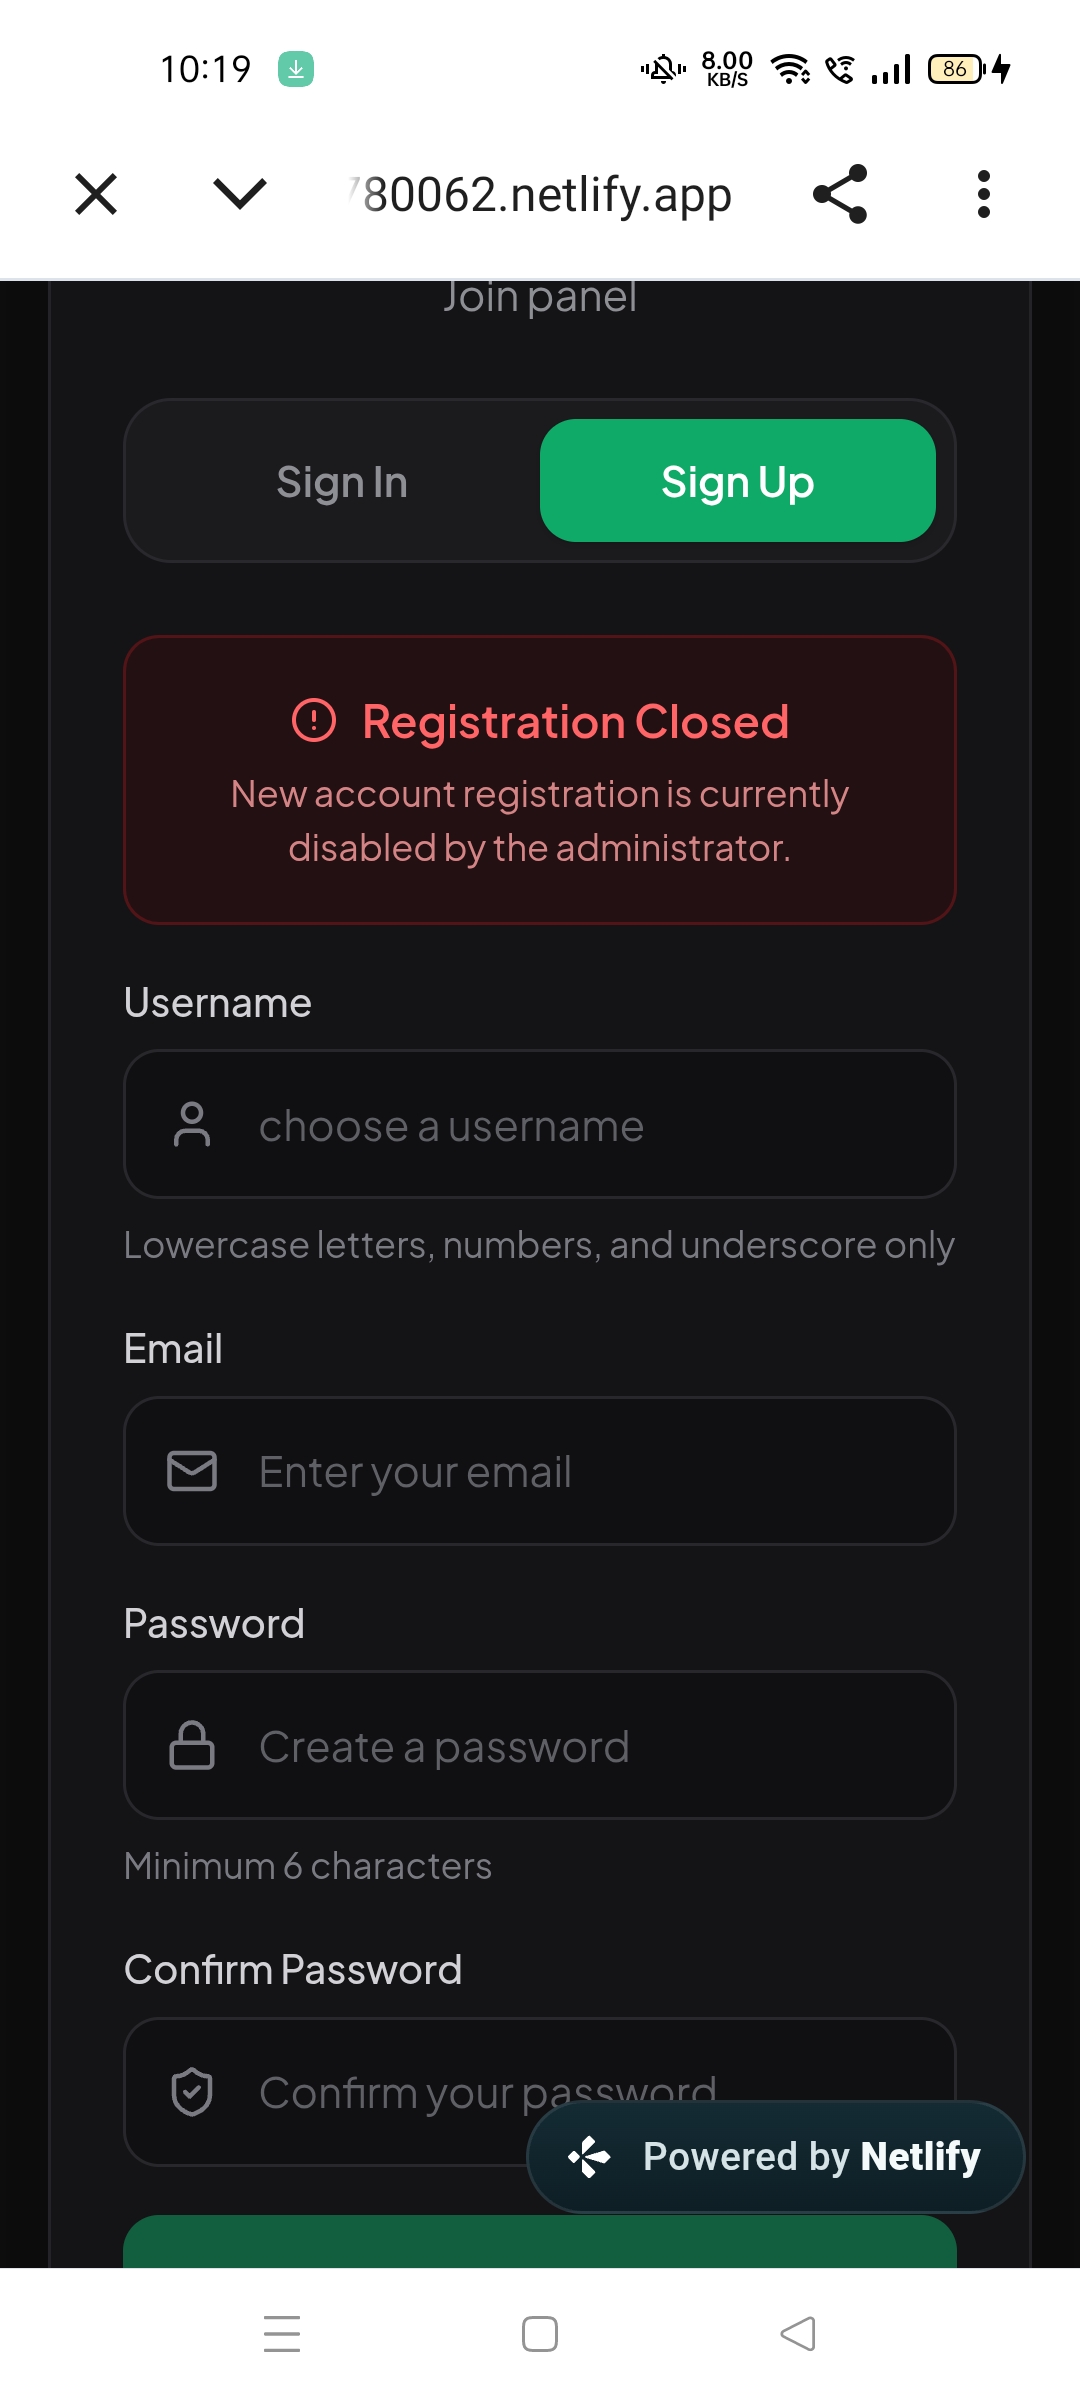 10:19
8.00
KB/S
86
80062.netlify.app
Join panel
Sign In
Sign Up
Registration Closed
New account registration is currently
disabled by the administrator.
Username
choose a username
Lowercase letters, numbers, and underscore only
Email
Enter your email
Password
Create a password
Minimum 6 characters
Confirm Password
Confirm your password
Powered by Netlify